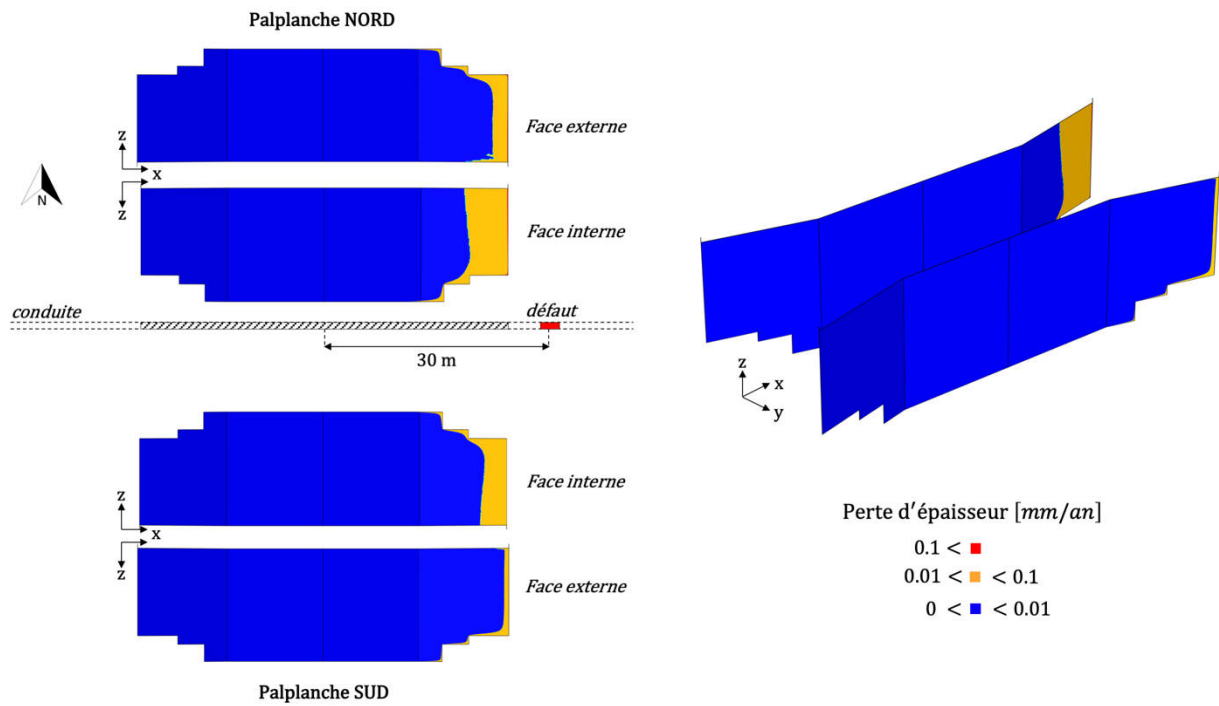 Palplanche NORD
Face externe
z
x
z
N
Face interne
conduite
défaut
30 m
z
x
z
Face interne
Face externe
Palplanche SUD
z
x
y
Perte d'épaisseur [mm/an]
0.1 <
0.01 < < 0.1
0 < < 0.01